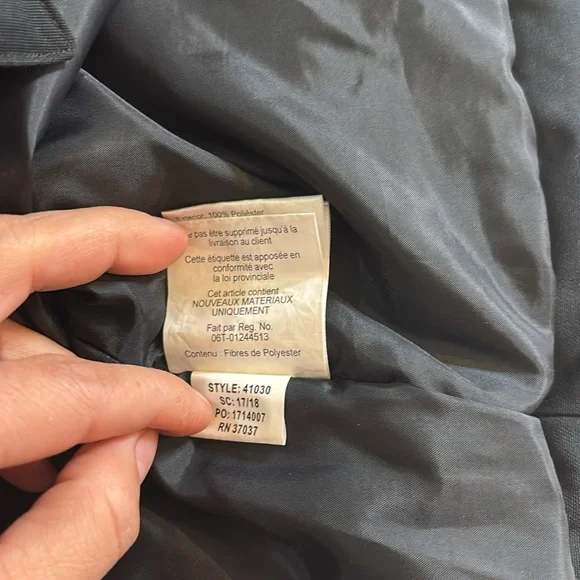 100% Poliéster
pas être supprimé jusqu'à la
livraison au client
Cette étiquette est apposée en
conformité avec
la loi provinciale
Cet article contient
NOUVEAUX MATERIAUX
UNIQUEMENT
Fait par Reg. No.
06T-01244513
Contenu : Fibres de Polyester
STYLE: 41030
SC: 17/18
PO: 1714007
RN 37037